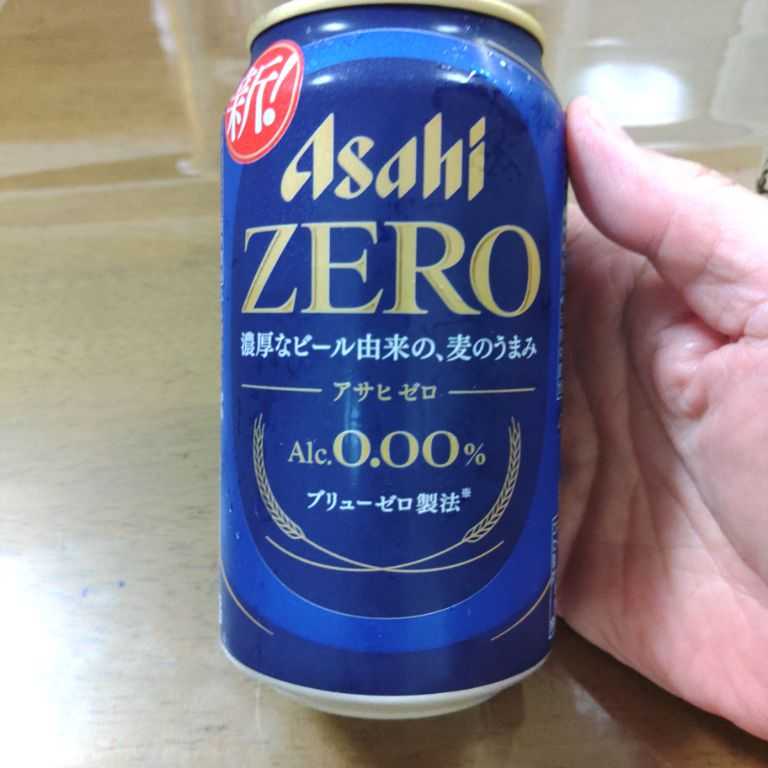 新!
Asahi
ZERO
濃厚なビール由来の、麦のうまみ
アサヒ ゼロ
Alc.0.00%
ブリューゼロ製法※